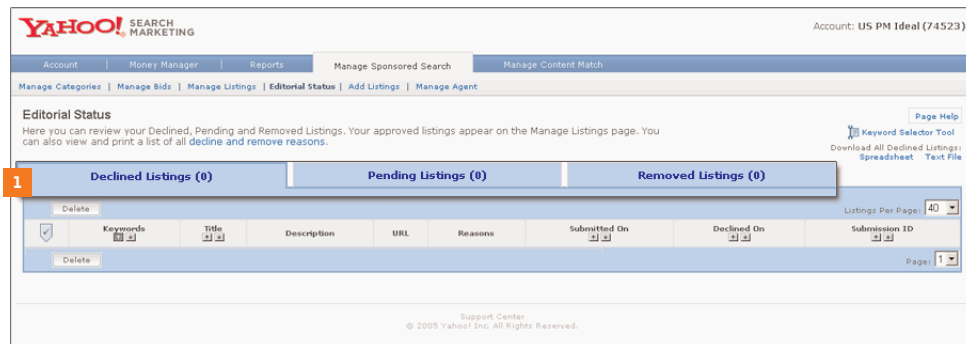 YAHOO! SEARCH MARKETING
Account: US PM Ideal (74523)
Account | Money Manager | Reports Manage Sponsored Search Manage Content Match
Manage Categories | Manage Bids | Manage Listings | Editorial Status | Add Listings | Manage Agent
Editorial Status
Page Help
Here you can review your Declined, Pending and Removed Listings. Your approved listings appear on the Manage Listings page. You
can also view and print a list of all decline and remove reasons.
Keyword Selector Tool
Download All Declined Listings:
Spreadsheet Text File
1 Declined Listings (0) Pending Listings (0) Removed Listings (0)
Delete Listings Per Page: 40
Keywords Title Description URL Reasons Submitted On Declined On Submission ID
Delete Page: 1
Support Center
© 2005 Yahoo! Inc. All Rights Reserved.